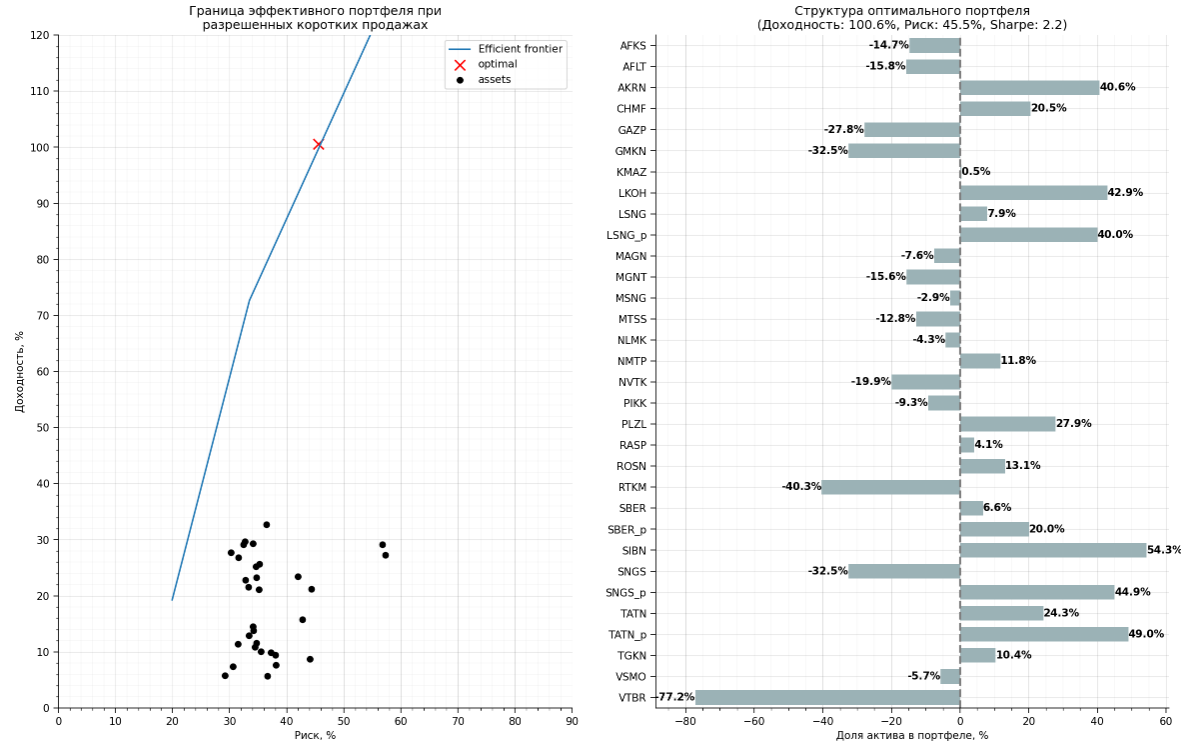 Граница эффективного портфеля при
разрешенных коротких продажах
Efficient frontier
optimal
assets
Доходность, %
120
110
100
90
80
70
60
50
40
30
20
10
0
0 10 20 30 40 50 60 70 80 90
Риск, %
Структура оптимального портфеля
(Доходность: 100.6%, Риск: 45.5%, Sharpe: 2.2)
AFKS -14.7%
AFLT -15.8%
AKRN 40.6%
CHMF 20.5%
GAZP -27.8%
GMKN -32.5%
KMAZ 0.5%
LKOH 42.9%
LSNG 7.9%
LSNG_p 40.0%
MAGN -7.6%
MGNT -15.6%
MSNG -2.9%
MTSS -12.8%
NLMK -4.3%
NMTP 11.8%
NVTK -19.9%
PIKK -9.3%
PLZL 27.9%
RASP 4.1%
ROSN 13.1%
RTKM -40.3%
SBER 6.6%
SBER_p 20.0%
SIBN 54.3%
SNGS -32.5%
SNGS_p 44.9%
TATN 24.3%
TATN_p 49.0%
TGKN 10.4%
VSMO -5.7%
VTBR -77.2%
−80 −60 −40 −20 0 20 40 60
Доля актива в портфеле, %